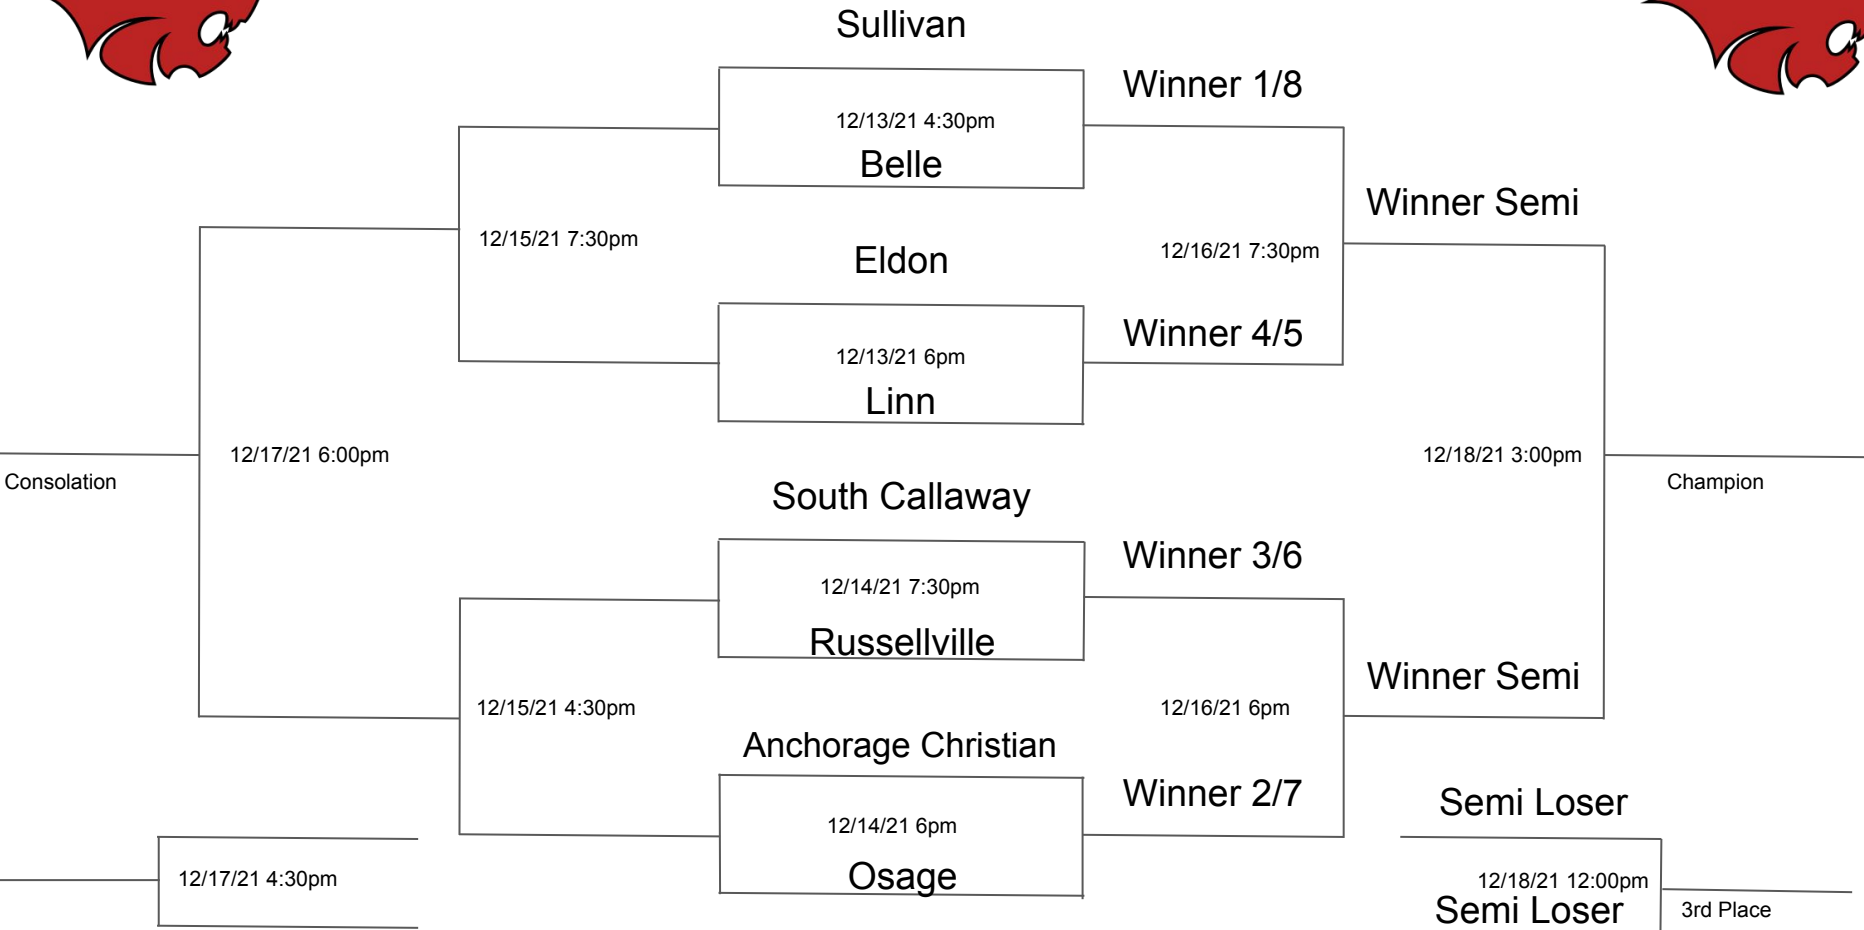 Sullivan
Winner 1/8
12/13/21 4:30pm
Belle
Winner Semi
12/15/21 7:30pm
12/16/21 7:30pm
Eldon
Winner 4/5
12/13/21 6pm
Linn
12/17/21 6:00pm
12/18/21 3:00pm
Consolation
Champion
South Callaway
Winner 3/6
12/14/21 7:30pm
Russellville
Winner Semi
12/15/21 4:30pm
12/16/21 6pm
Anchorage Christian
Winner 2/7
Semi Loser
12/14/21 6pm
Osage
12/17/21 4:30pm
12/18/21 12:00pm
Semi Loser
3rd Place